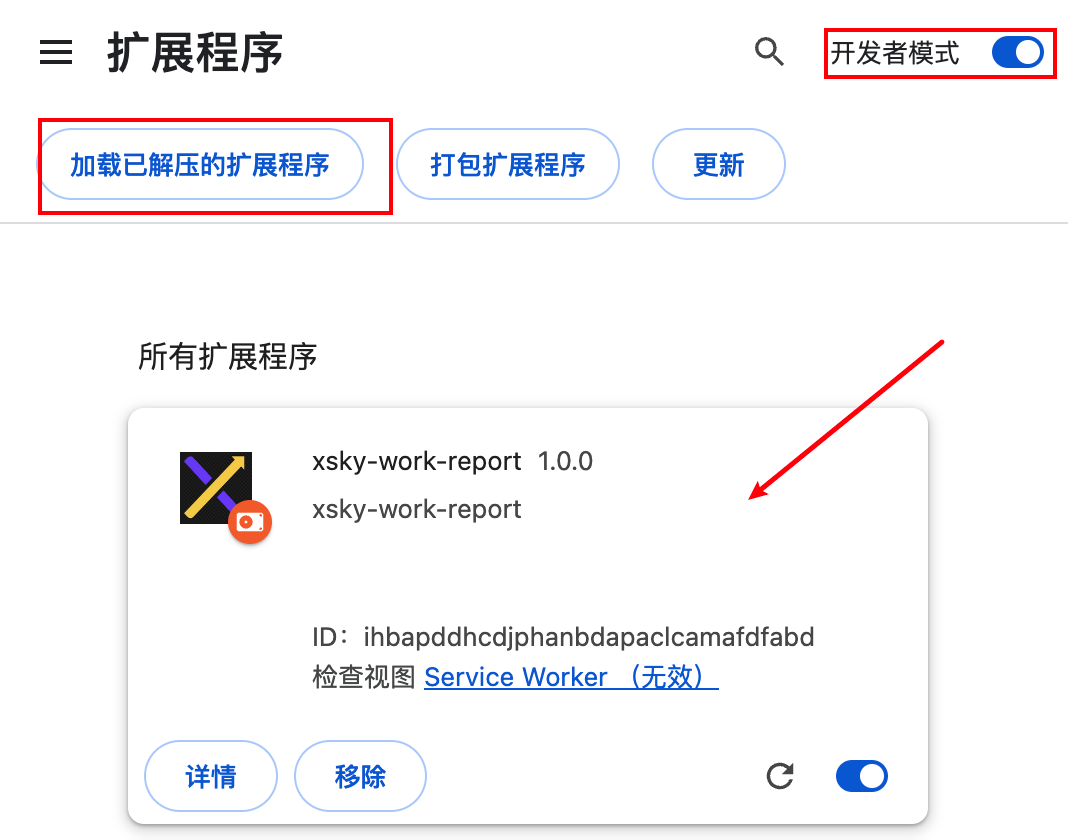 扩展程序
开发者模式
加载已解压的扩展程序
打包扩展程序
更新
所有扩展程序
xsky-work-report 1.0.0
xsky-work-report
ID：ihbapddhcdjphanbdapaclcamafdfabd
检查视图 Service Worker （无效）
详情
移除